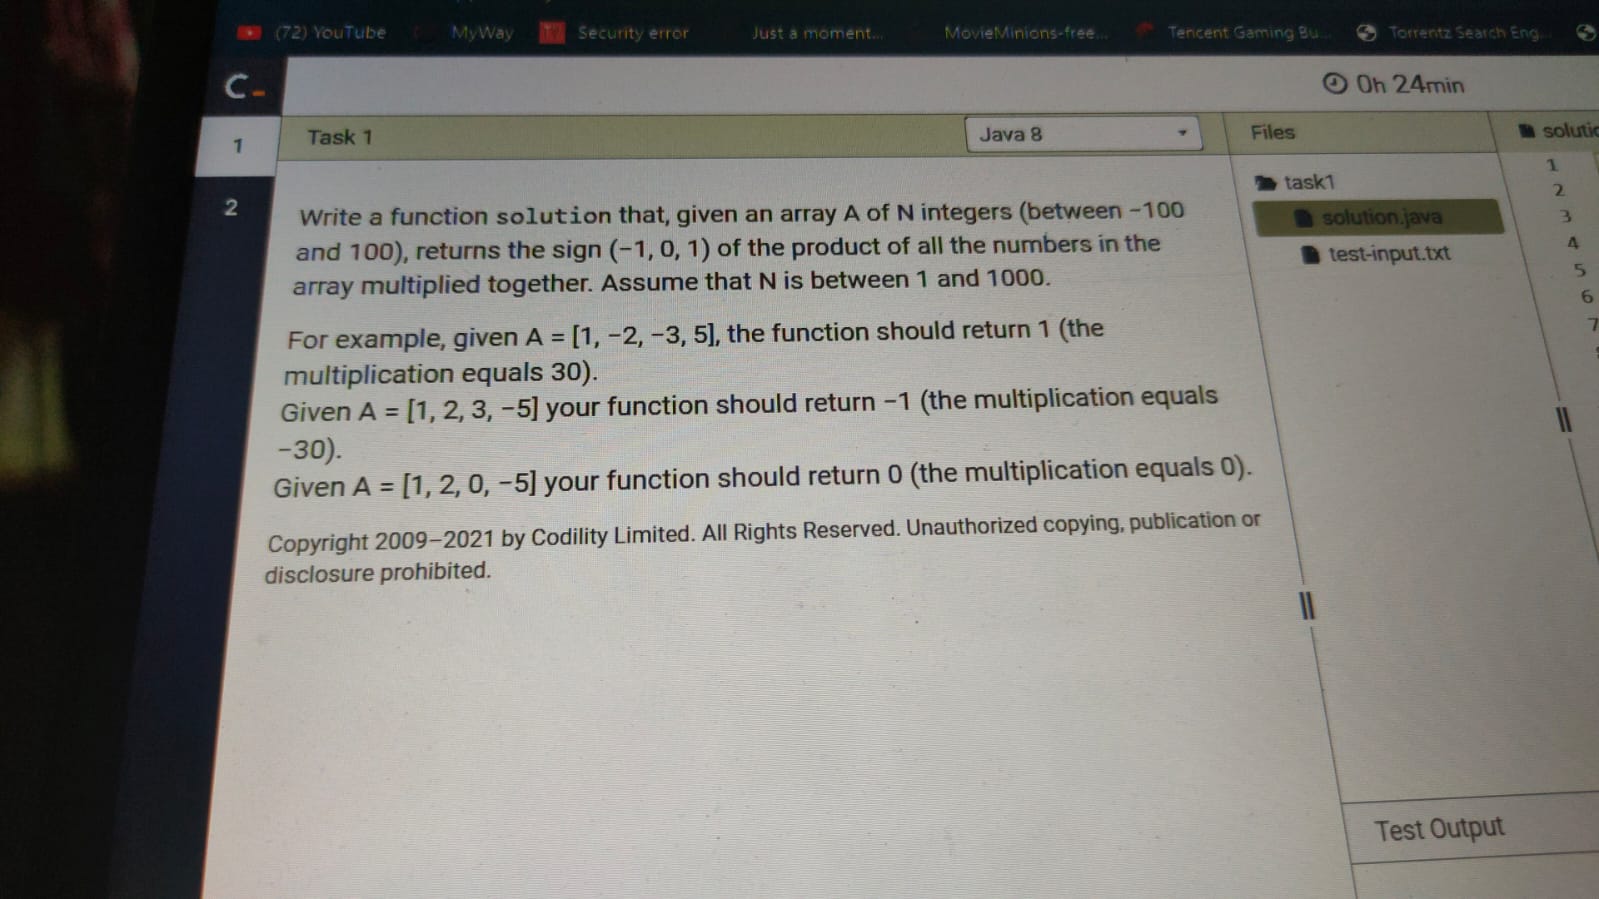 (72) YouTube MyWay Security error Just a moment... MovieMinions-free... Tencent Gaming Bu... Torrentz Search Eng...
C_
0h 24min
1 Task 1 Java 8 Files
2
Write a function solution that, given an array A of N integers (between -100
and 100), returns the sign (-1, 0, 1) of the product of all the numbers in the
array multiplied together. Assume that N is between 1 and 1000.
For example, given A = [1, -2, -3, 5], the function should return 1 (the
multiplication equals 30).
Given A = [1, 2, 3, -5] your function should return -1 (the multiplication equals
-30).
Given A = [1, 2, 0, -5] your function should return 0 (the multiplication equals 0).
Copyright 2009–2021 by Codility Limited. All Rights Reserved. Unauthorized copying, publication or
disclosure prohibited.
task1
solution.java
test-input.txt
1
2
3
4
5
6
7
Test Output